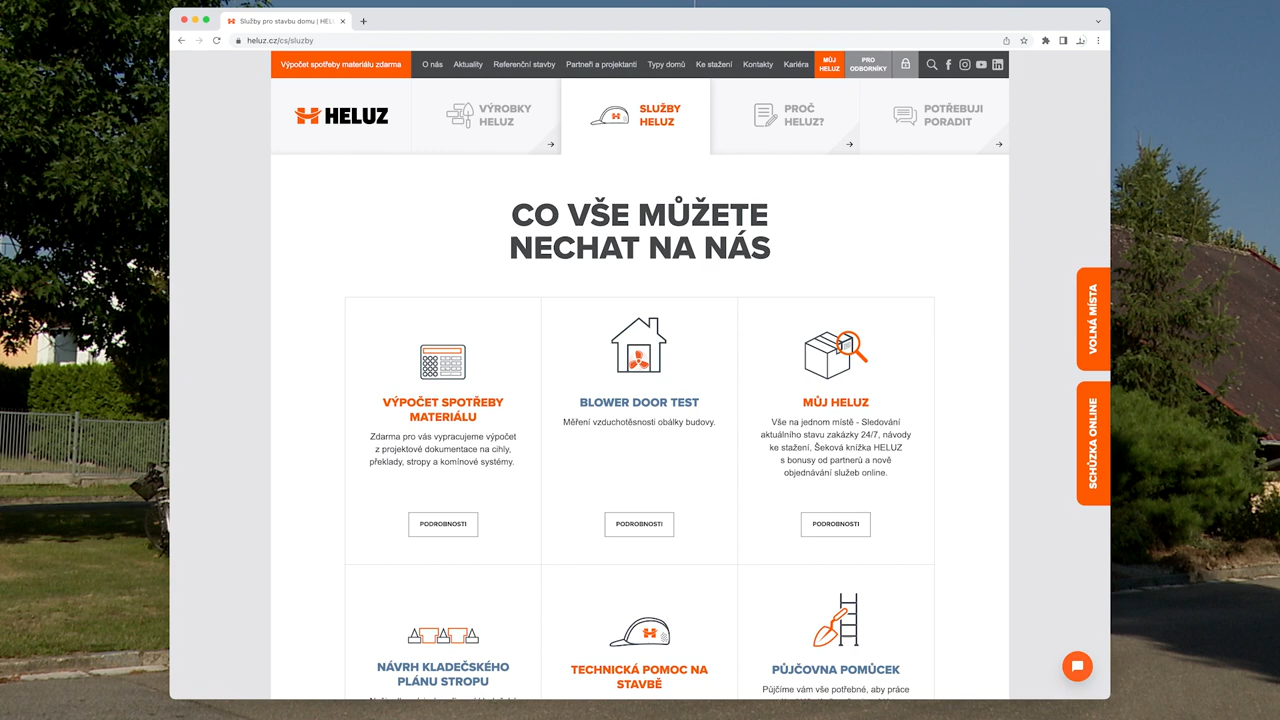 Služby pro stavbu domu | HEL
heluz.cz/cs/sluzby
Výpočet spotřeby materiálu zdarma
O nás
Aktuality
Referenční stavby
Partneři a projektanti
Typy domů
Ke stažení
Kontakty
Kariéra
MŮJ
HELUZ
PRO
ODBORNÍKY
HELUZ
VÝROBKY
HELUZ
SLUŽBY
HELUZ
PROČ
HELUZ?
POTŘEBUJI
PORADIT
CO VŠE MŮŽETE
NECHAT NA NÁS
VÝPOČET SPOTŘEBY
MATERIÁLU
Zdarma pro vás vypracujeme výpočet
z projektové dokumentace na cihly,
překlady, stropy a komínové systémy.
PODROBNOSTI
BLOWER DOOR TEST
Měření vzduchotěsnosti obálky budovy.
PODROBNOSTI
MŮJ HELUZ
Vše na jednom místě - Sledování
aktuálního stavu zakázky 24/7, návody
ke stažení, Šeková knížka HELUZ
s bonusy od partnerů a nově
objednávání služeb online.
PODROBNOSTI
NÁVRH KLADEČSKÉHO
PLÁNU STROPU
TECHNICKÁ POMOC NA
STAVBĚ
PŮJČOVNA POMŮCEK
Půjčíme vám vše potřebné, aby práce
VOLNÁ MÍSTA
SCHŮZKA ONLINE